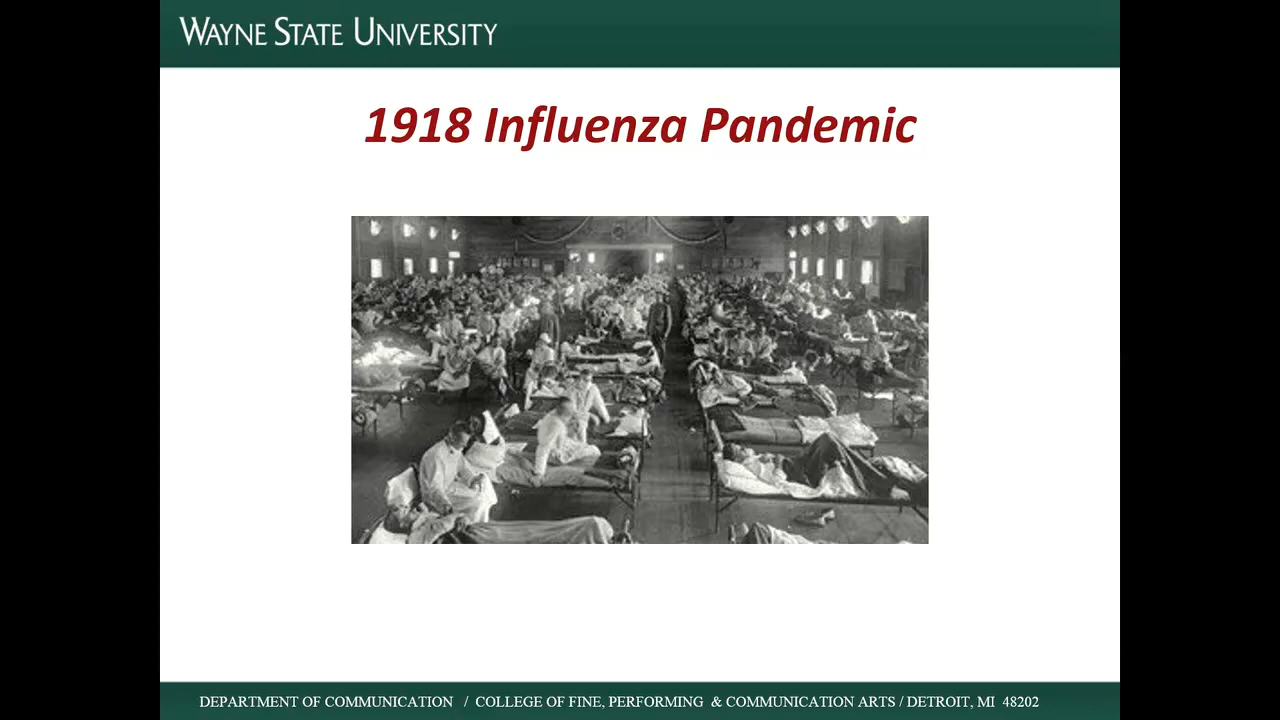 WAYNE STATE UNIVERSITY
1918 Influenza Pandemic
DEPARTMENT OF COMMUNICATION / COLLEGE OF FINE, PERFORMING & COMMUNICATION ARTS / DETROIT, MI 48202